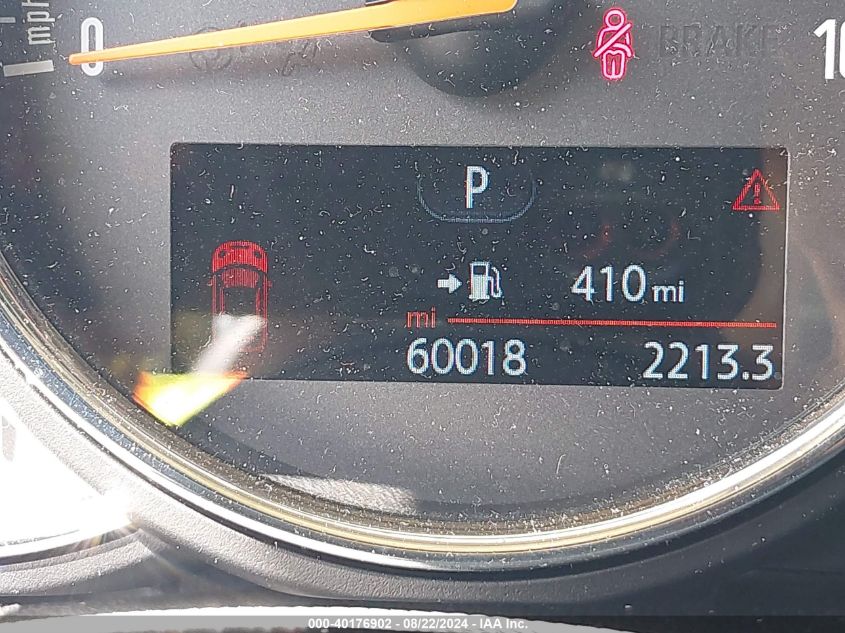 mph
0
BRAKE
P
410 mi
mi
60018 2213.3
000-40176902 - 08/22/2024 - IAA Inc.